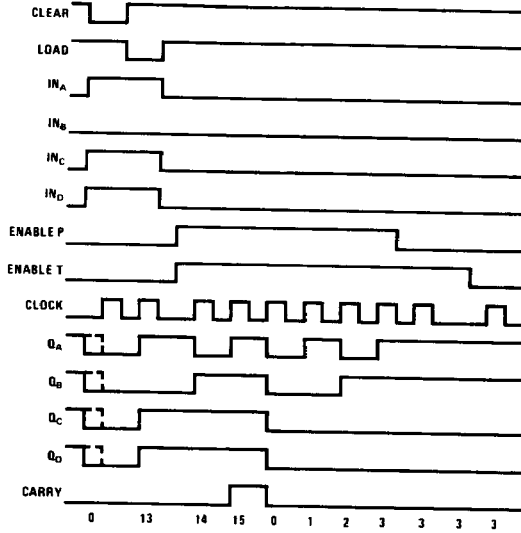 CLEAR
LOAD
INA
INB
INC
IND
ENABLE P
ENABLE T
CLOCK
QA
QB
QC
QD
CARRY
0 13 14 15 0 1 2 3 3 3 3